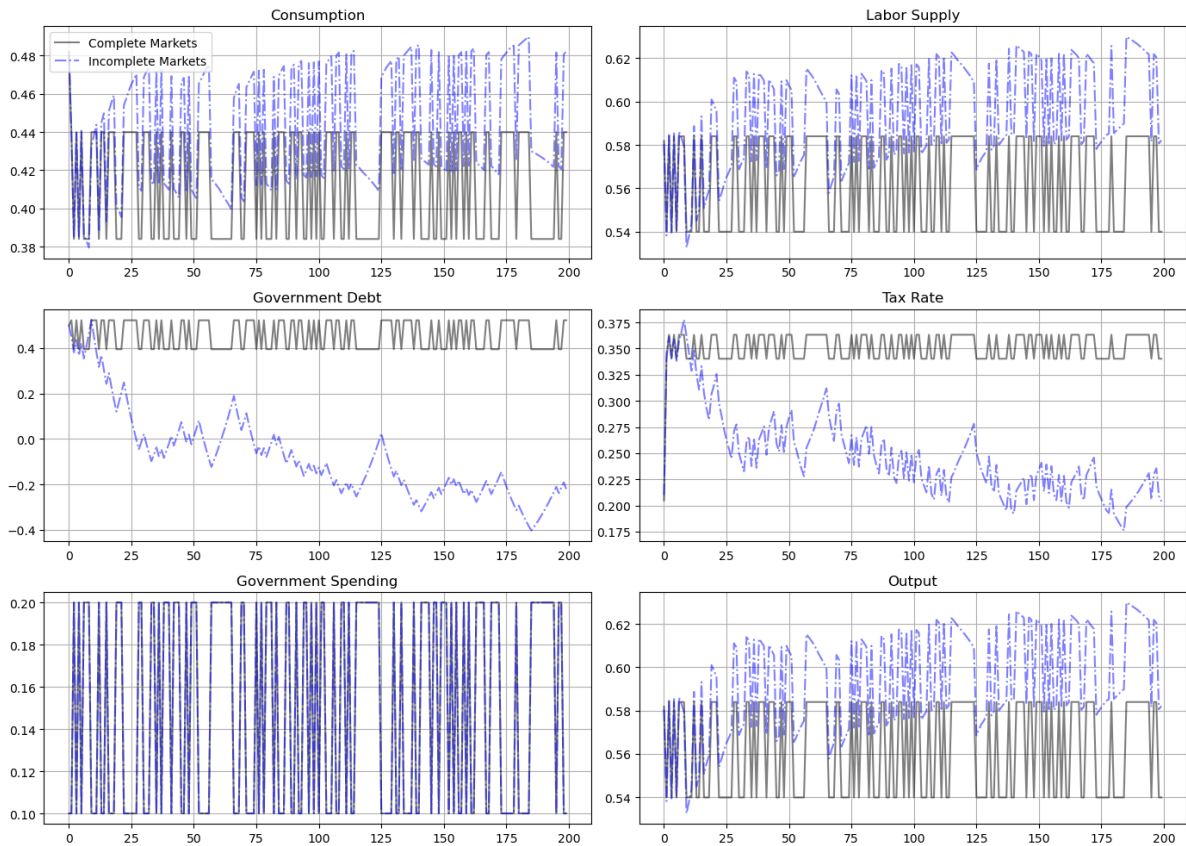 Consumption
Complete Markets
Incomplete Markets
0.48
0.46
0.44
0.42
0.40
0.38
0 25 50 75 100 125 150 175 200
Labor Supply
0.62
0.60
0.58
0.56
0.54
0 25 50 75 100 125 150 175 200
Government Debt
0.4
0.2
0.0
−0.2
−0.4
0 25 50 75 100 125 150 175 200
Tax Rate
0.375
0.350
0.325
0.300
0.275
0.250
0.225
0.200
0.175
0 25 50 75 100 125 150 175 200
Government Spending
0.20
0.18
0.16
0.14
0.12
0.10
0 25 50 75 100 125 150 175 200
Output
0.62
0.60
0.58
0.56
0.54
0 25 50 75 100 125 150 175 200